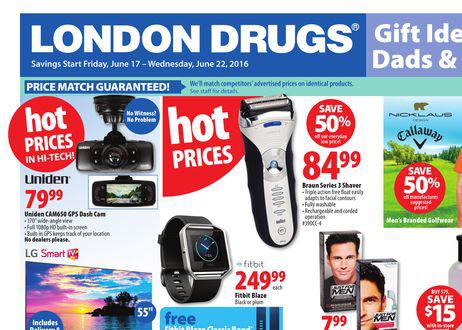 LONDON DRUGS®
Savings Start Friday, June 17 – Wednesday, June 22, 2016
Gift Ide
Dads &
PRICE MATCH GUARANTEED!
We'll match competitors' advertised prices on identical products.
See staff for details.
hot
PRICES
IN HI-TECH!
No Witness?
No Problem
Uniden
79 99
Uniden CAM650 GPS Dash Cam
• 170° wide-angle view
• Full 1080p HD built-in screen
• Built-in GPS keeps track of your location
No dealers please.
LG Smart TV
55"
Includes
hot
PRICES
fitbit
249 99
each
Fitbit Blaze
Black or plum
free
SAVE
50%
off our everyday
low price!
84 99
Braun Series 3 Shaver
• Triple action free float easily
adapts to facial contours
• Fully washable
• Rechargeable and corded
operation
#390CC-4
NICKLAUS
DESIGN
Callaway
SAVE
50%
off manufacturers
suggested
prices!
Men's Branded Golfwear
JUST FOR MEN
7.99
BUY $75,
SAVE
$15